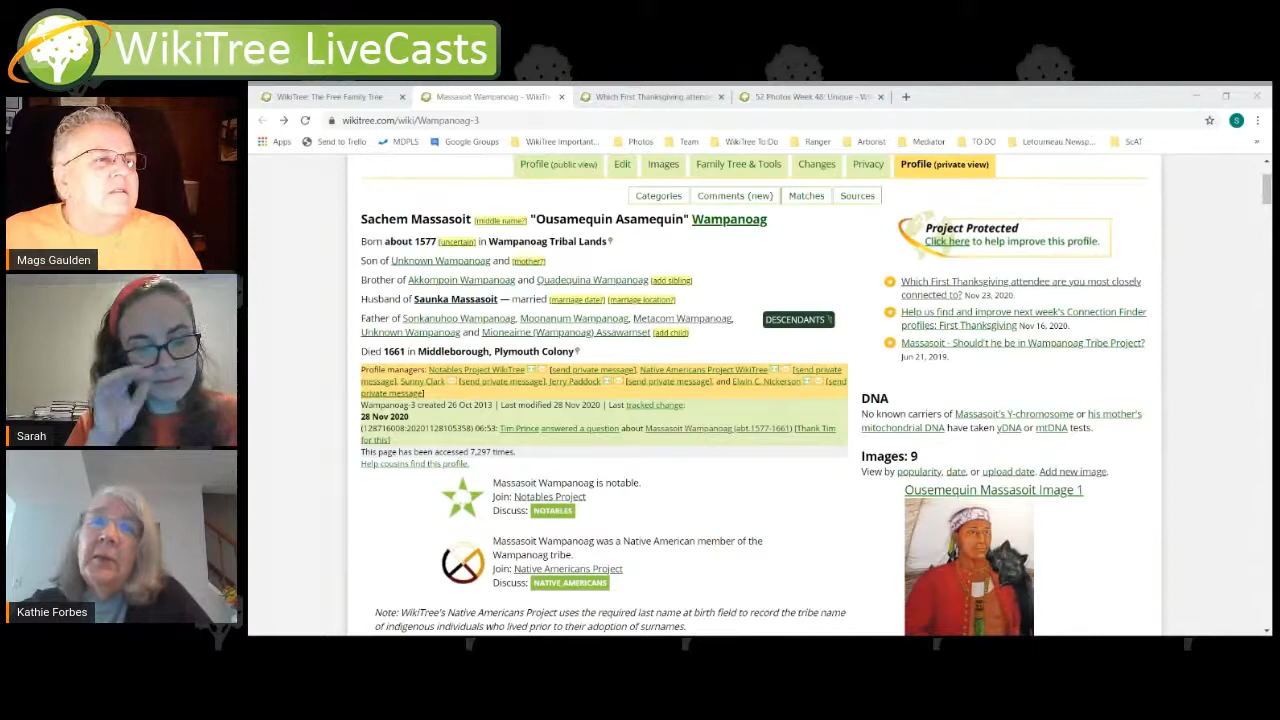 WikiTree LiveCasts
Mags Gaulden
Sarah
Kathie Forbes
WikiTree: The Free Family Tree
Massasoit Wampanoag - WikiTr
Which First Thanksgiving attende
52 Photos Week 48: Unique - W
wikitree.com/wiki/Wampanoag-3
Apps Send to Trello MDPLS Google Groups WikiTree Important... Photos Team WikiTree To Do Ranger Arborist Mediator TO DO Letourneau Newsp... ScAT
Profile (public view) Edit Images Family Tree & Tools Changes Privacy Profile (private view)
Categories Comments (new) Matches Sources
Sachem Massasoit [middle name?] "Ousamequin Asamequin" Wampanoag
Born about 1577 [uncertain] in Wampanoag Tribal Lands
Son of Unknown Wampanoag and [mother?]
Brother of Akkompoin Wampanoag and Quadequina Wampanoag [add sibling]
Husband of Saunka Massasoit — married [marriage date?] [marriage location?]
Father of Sonkanuhoo Wampanoag, Moonanum Wampanoag, Metacom Wampanoag,
Unknown Wampanoag and Mioneaime (Wampanoag) Assawamset [add child]
DESCENDANTS
Died 1661 in Middleborough, Plymouth Colony
Profile managers: Notables Project WikiTree [send private message], Native Americans Project WikiTree [send private
message], Sunny Clark [send private message], Jerry Paddock [send private message], and Elwin C. Nickerson [send
private message]
Wampanoag-3 created 26 Oct 2013 | Last modified 28 Nov 2020 | Last tracked change:
28 Nov 2020
(128716008:20201128105358) 06:53: Tim Prince answered a question about Massasoit Wampanoag (abt.1577-1661) [Thank Tim
for this]
This page has been accessed 7,297 times.
Help cousins find this profile.
Massasoit Wampanoag is notable.
Join: Notables Project
Discuss: NOTABLES
Massasoit Wampanoag was a Native American member of the
Wampanoag tribe.
Join: Native Americans Project
Discuss: NATIVE_AMERICANS
Note: WikiTree's Native Americans Project uses the required last name at birth field to record the tribe name
of indigenous individuals who lived prior to their adoption of surnames.
Project Protected
Click here to help improve this profile.
Which First Thanksgiving attendee are you most closely
connected to? Nov 23, 2020.
Help us find and improve next week's Connection Finder
profiles: First Thanksgiving Nov 16, 2020.
Massasoit - Should't he be in Wampanoag Tribe Project?
Jun 21, 2019.
DNA
No known carriers of Massasoit's Y-chromosome or his mother's
mitochondrial DNA have taken yDNA or mtDNA tests.
Images: 9
View by popularity, date, or upload date. Add new image.
Ousemequin Massasoit Image 1